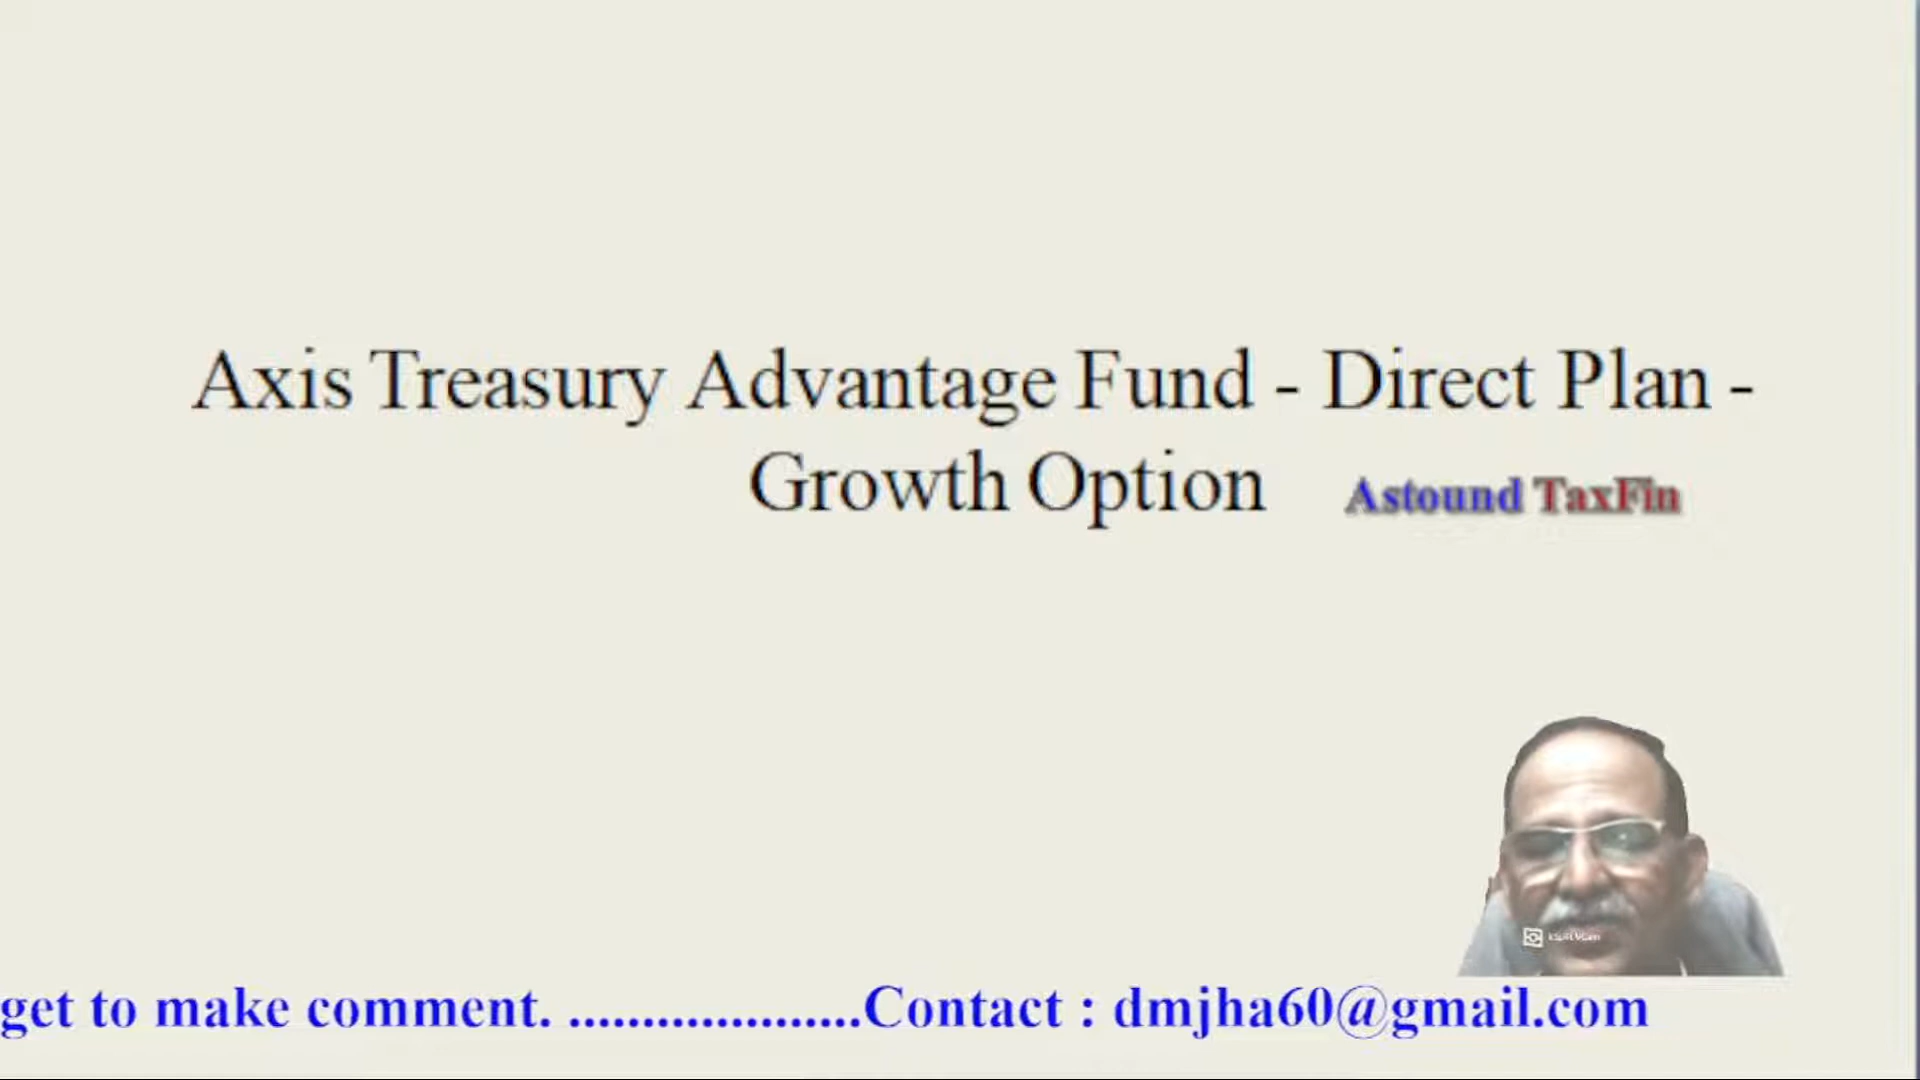 Axis Treasury Advantage Fund - Direct Plan -
Growth Option
Astound TaxFin
get to make comment. ....................Contact : dmjha60@gmail.com